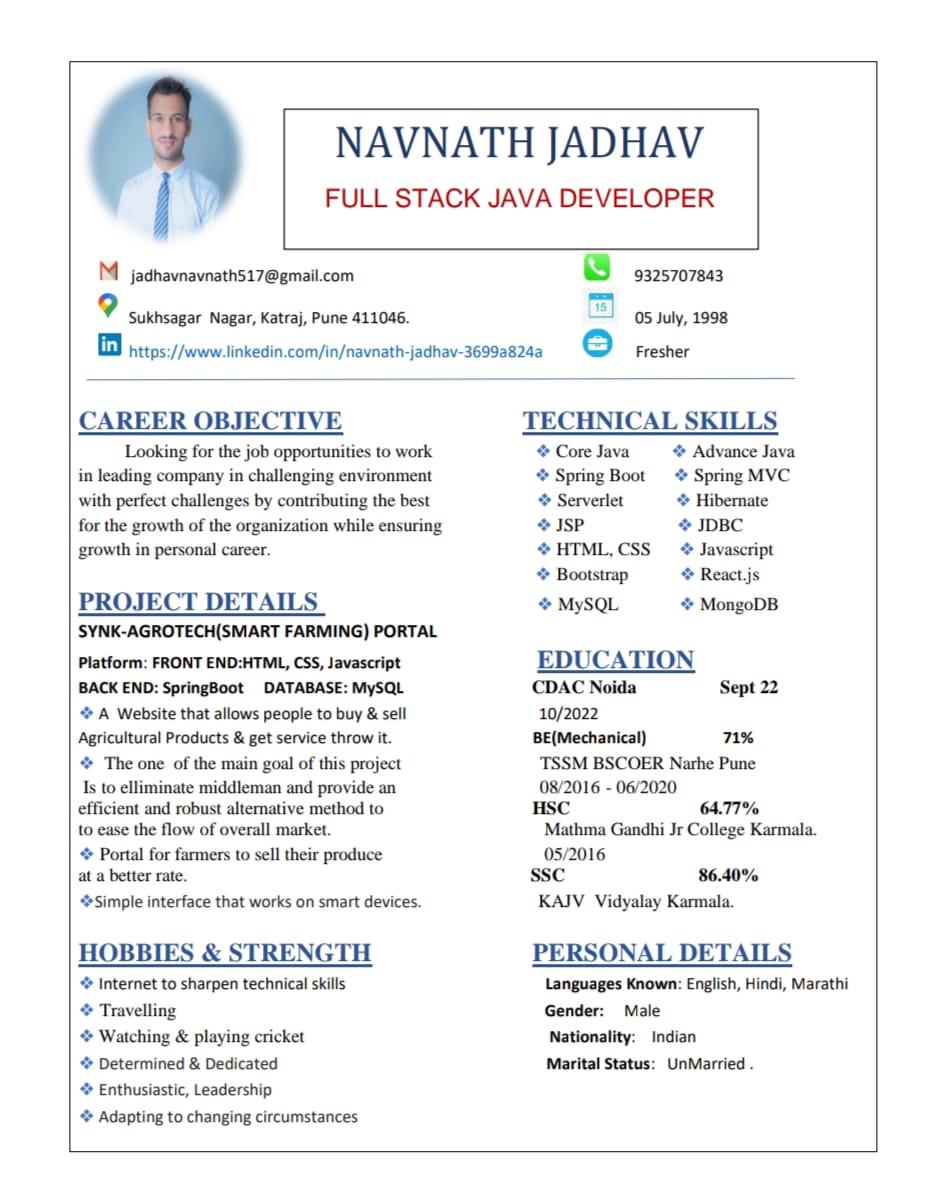 NAVNATH JADHAV
FULL STACK JAVA DEVELOPER
jadhavnavnath517@gmail.com
9325707843
Sukhsagar Nagar, Katraj, Pune 411046.
15
05 July, 1998
in
https://www.linkedin.com/in/navnath-jadhav-3699a824a
Fresher
CAREER OBJECTIVE
Looking for the job opportunities to work
in leading company in challenging environment
with perfect challenges by contributing the best
for the growth of the organization while ensuring
growth in personal career.
PROJECT DETAILS
SYNK-AGROTECH(SMART FARMING) PORTAL
Platform: FRONT END:HTML, CSS, Javascript
BACK END: SpringBoot DATABASE: MySQL
❖ A Website that allows people to buy & sell
Agricultural Products & get service throw it.
❖ The one of the main goal of this project
Is to elliminate middleman and provide an
efficient and robust alternative method to
to ease the flow of overall market.
❖ Portal for farmers to sell their produce
at a better rate.
❖Simple interface that works on smart devices.
HOBBIES & STRENGTH
❖ Internet to sharpen technical skills
❖ Travelling
❖ Watching & playing cricket
❖ Determined & Dedicated
❖ Enthusiastic, Leadership
❖ Adapting to changing circumstances
TECHNICAL SKILLS
❖ Core Java ❖ Advance Java
❖ Spring Boot ❖ Spring MVC
❖ Serverlet ❖ Hibernate
❖ JSP ❖ JDBC
❖ HTML, CSS ❖ Javascript
❖ Bootstrap ❖ React.js
❖ MySQL ❖ MongoDB
EDUCATION
CDAC Noida Sept 22
10/2022
BE(Mechanical) 71%
TSSM BSCOER Narhe Pune
08/2016 - 06/2020
HSC 64.77%
Mathma Gandhi Jr College Karmala.
05/2016
SSC 86.40%
KAJV Vidyalay Karmala.
PERSONAL DETAILS
Languages Known: English, Hindi, Marathi
Gender: Male
Nationality: Indian
Marital Status: UnMarried .